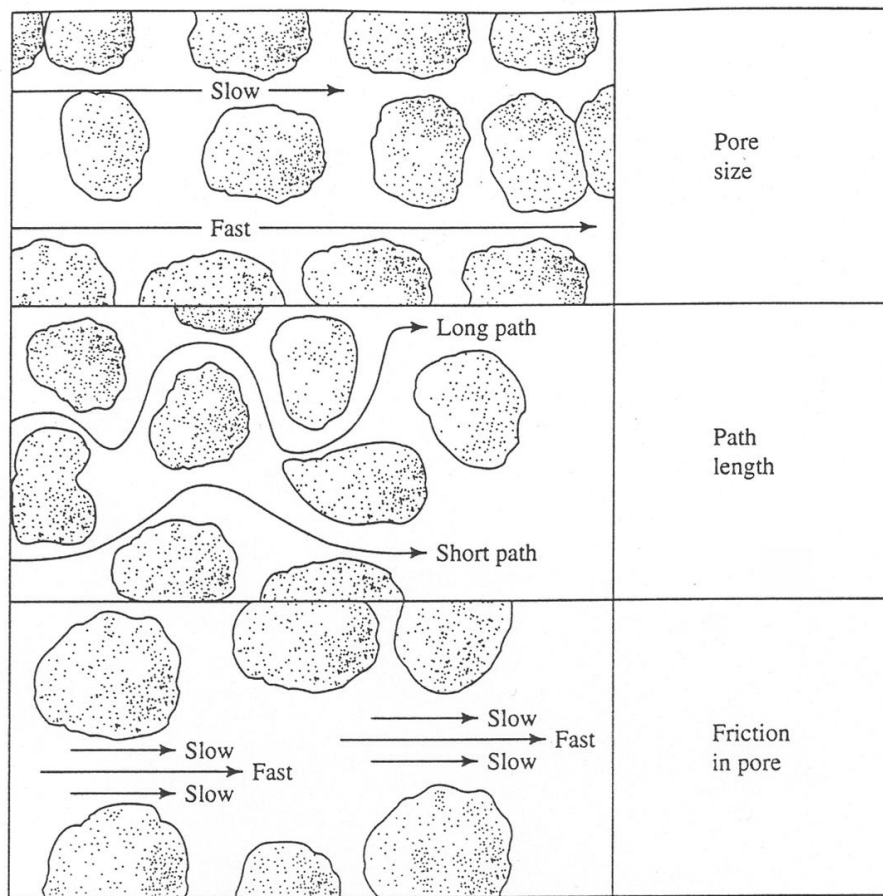 Slow
Pore
size
Fast
Long path
Path
length
Short path
Slow
Fast
Slow
Slow
Fast
Slow
Friction
in pore